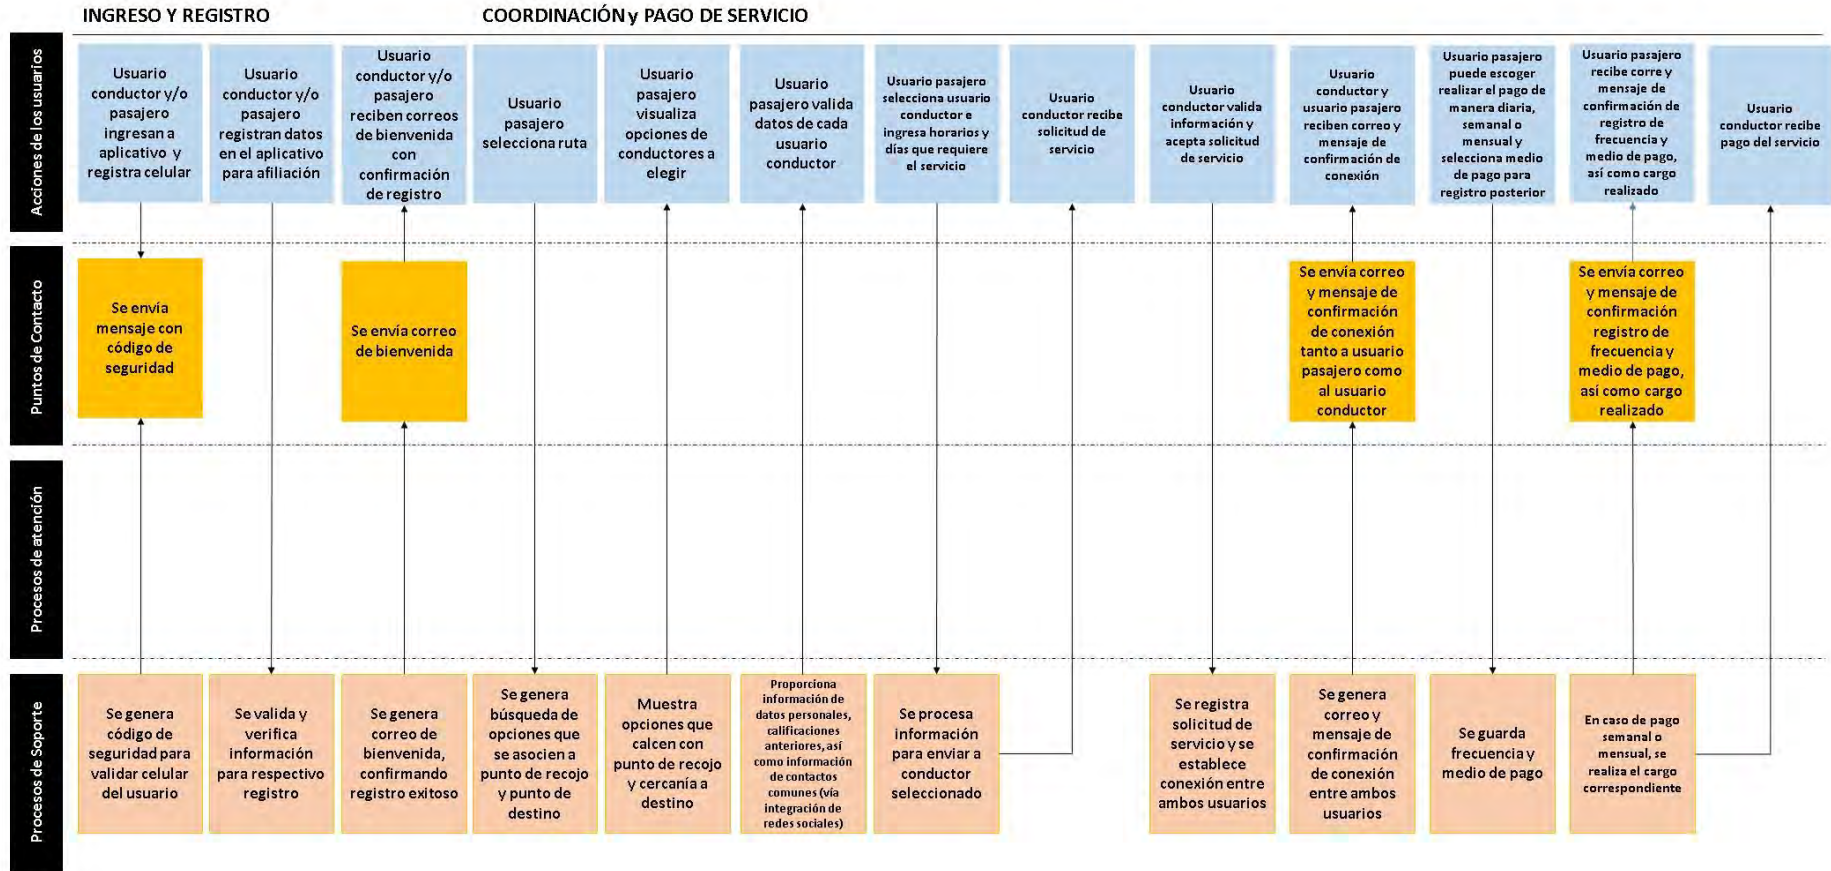 INGRESO Y REGISTRO
COORDINACIÓN y PAGO DE SERVICIO
Acciones de los usuarios
Usuario
conductor y/o
pasajero
ingresan a
aplicativo y
registra celular
Usuario
conductor y/o
pasajero
registran datos
en el aplicativo
para afiliación
Usuario
conductor y/o
pasajero
reciben correos
de bienvenida
con
confirmación
de registro
Usuario
pasajero
selecciona ruta
Usuario
pasajero
visualiza
opciones de
conductores a
elegir
Usuario
pasajero valida
datos de cada
usuario
conductor
Usuario pasajero
selecciona usuario
conductor e
ingresa horarios y
días que requiere
el servicio
Usuario
conductor recibe
solicitud de
servicio
Usuario
conductor valida
información y
acepta solicitud
de servicio
Usuario
conductor y
usuario pasajero
reciben correo y
mensaje de
confirmación de
conexión
Usuario pasajero
puede escoger
realizar el pago de
manera diaria,
semanal o
mensual y
selecciona medio
de pago para
registro posterior
Usuario pasajero
recibe corre y
mensaje de
confirmación de
registro de
frecuencia y
medio de pago,
así como cargo
realizado
Usuario
conductor recibe
pago del servicio
Puntos de Contacto
Se envía
mensaje con
código de
seguridad
Se envía correo
de bienvenida
Se envía correo
y mensaje de
confirmación
de conexión
tanto a usuario
pasajero como
al usuario
conductor
Se envía correo
y mensaje de
confirmación
registro de
frecuencia y
medio de pago,
así como cargo
realizado
Procesos de atención
Procesos de Soporte
Se genera
código de
seguridad para
validar celular
del usuario
Se valida y
verifica
información
para respectivo
registro
Se genera
correo de
bienvenida,
confirmando
registro exitoso
Se genera
búsqueda de
opciones que
se asocien a
punto de recojo
y punto de
destino
Muestra
opciones que
calcen con
punto de recojo
y cercanía a
destino
Proporciona
información de
datos personales,
calificaciones
anteriores, así
como información
de contactos
comunes (vía
integración de
redes sociales)
Se procesa
información
para enviar a
conductor
seleccionado
Se registra
solicitud de
servicio y se
establece
conexión entre
ambos usuarios
Se genera
correo y
mensaje de
confirmación
de conexión
entre ambos
usuarios
Se guarda
frecuencia y
medio de pago
En caso de pago
semanal o
mensual, se
realiza el cargo
correspondiente